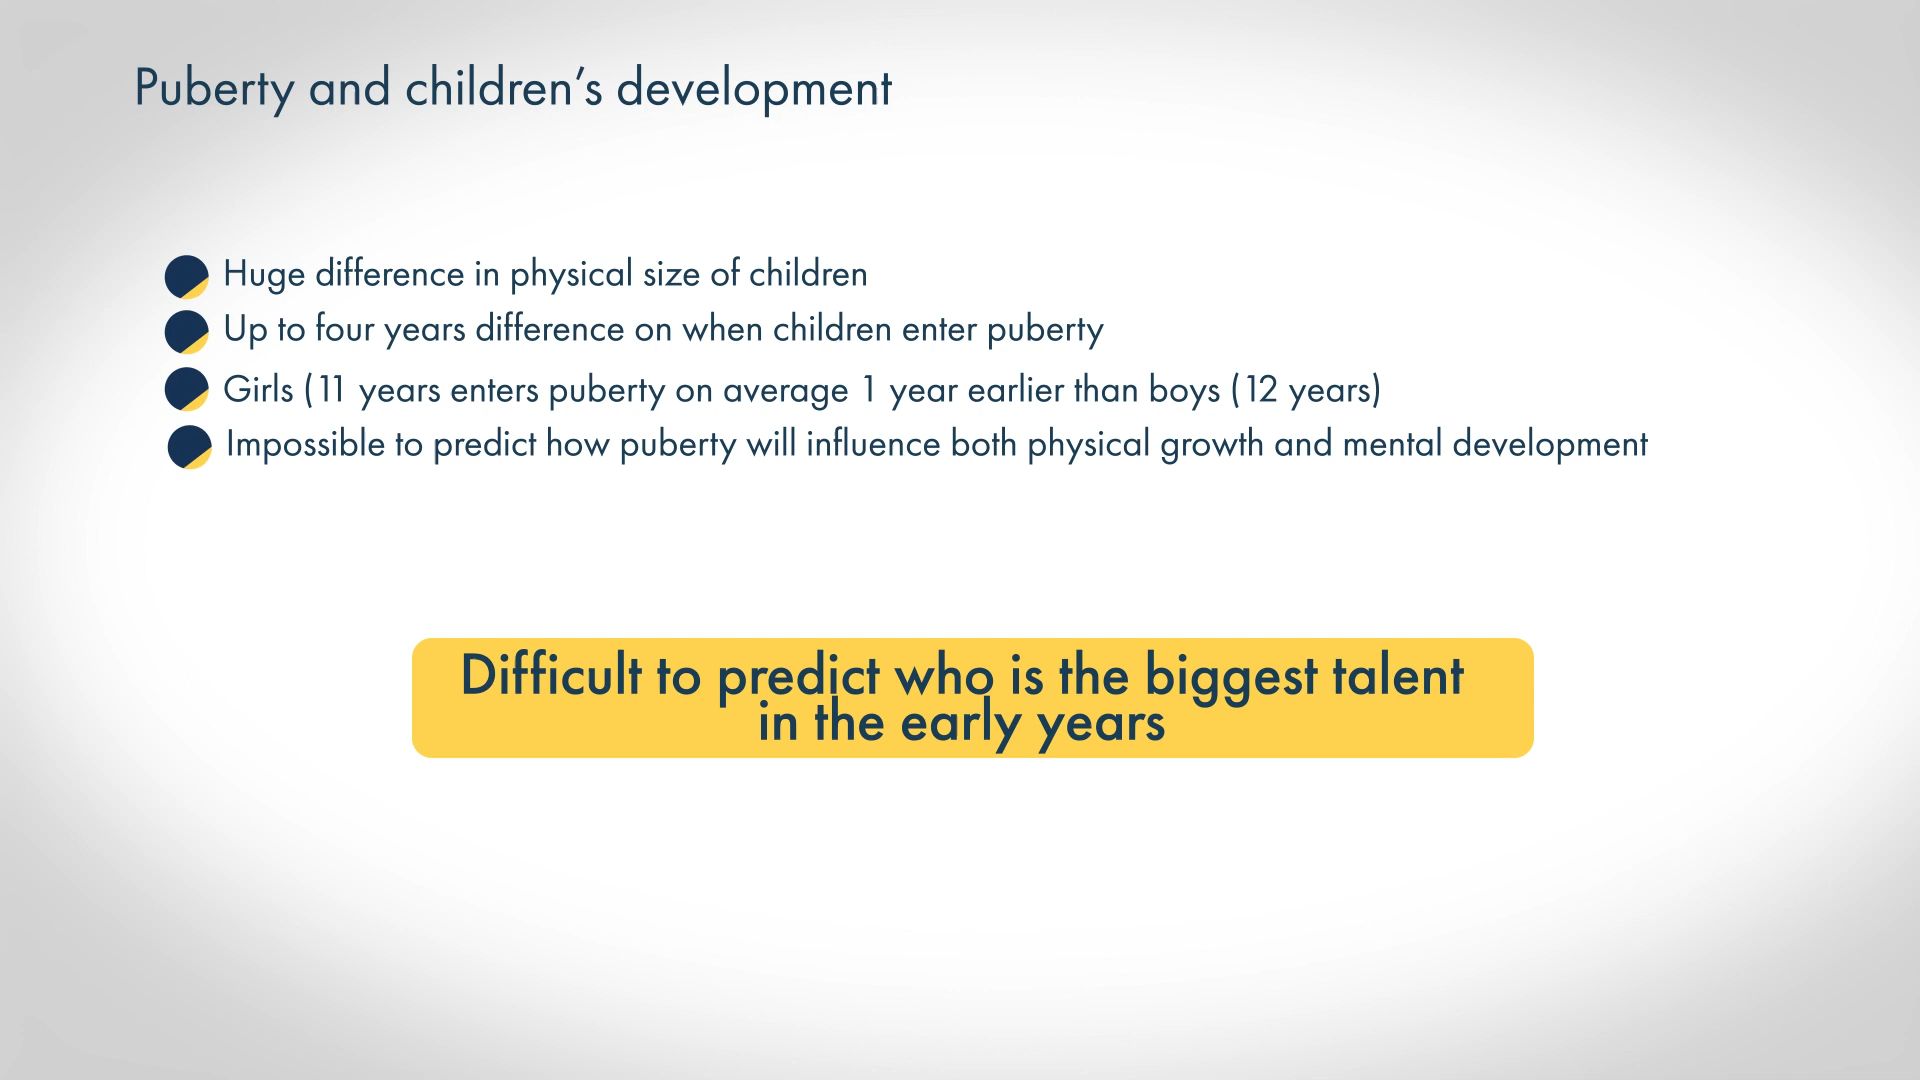 Puberty and children’s development
Huge difference in physical size of children
Up to four years difference on when children enter puberty
Girls (11 years enters puberty on average 1 year earlier than boys (12 years)
Impossible to predict how puberty will influence both physical growth and mental development
Difficult to predict who is the biggest talent
in the early years